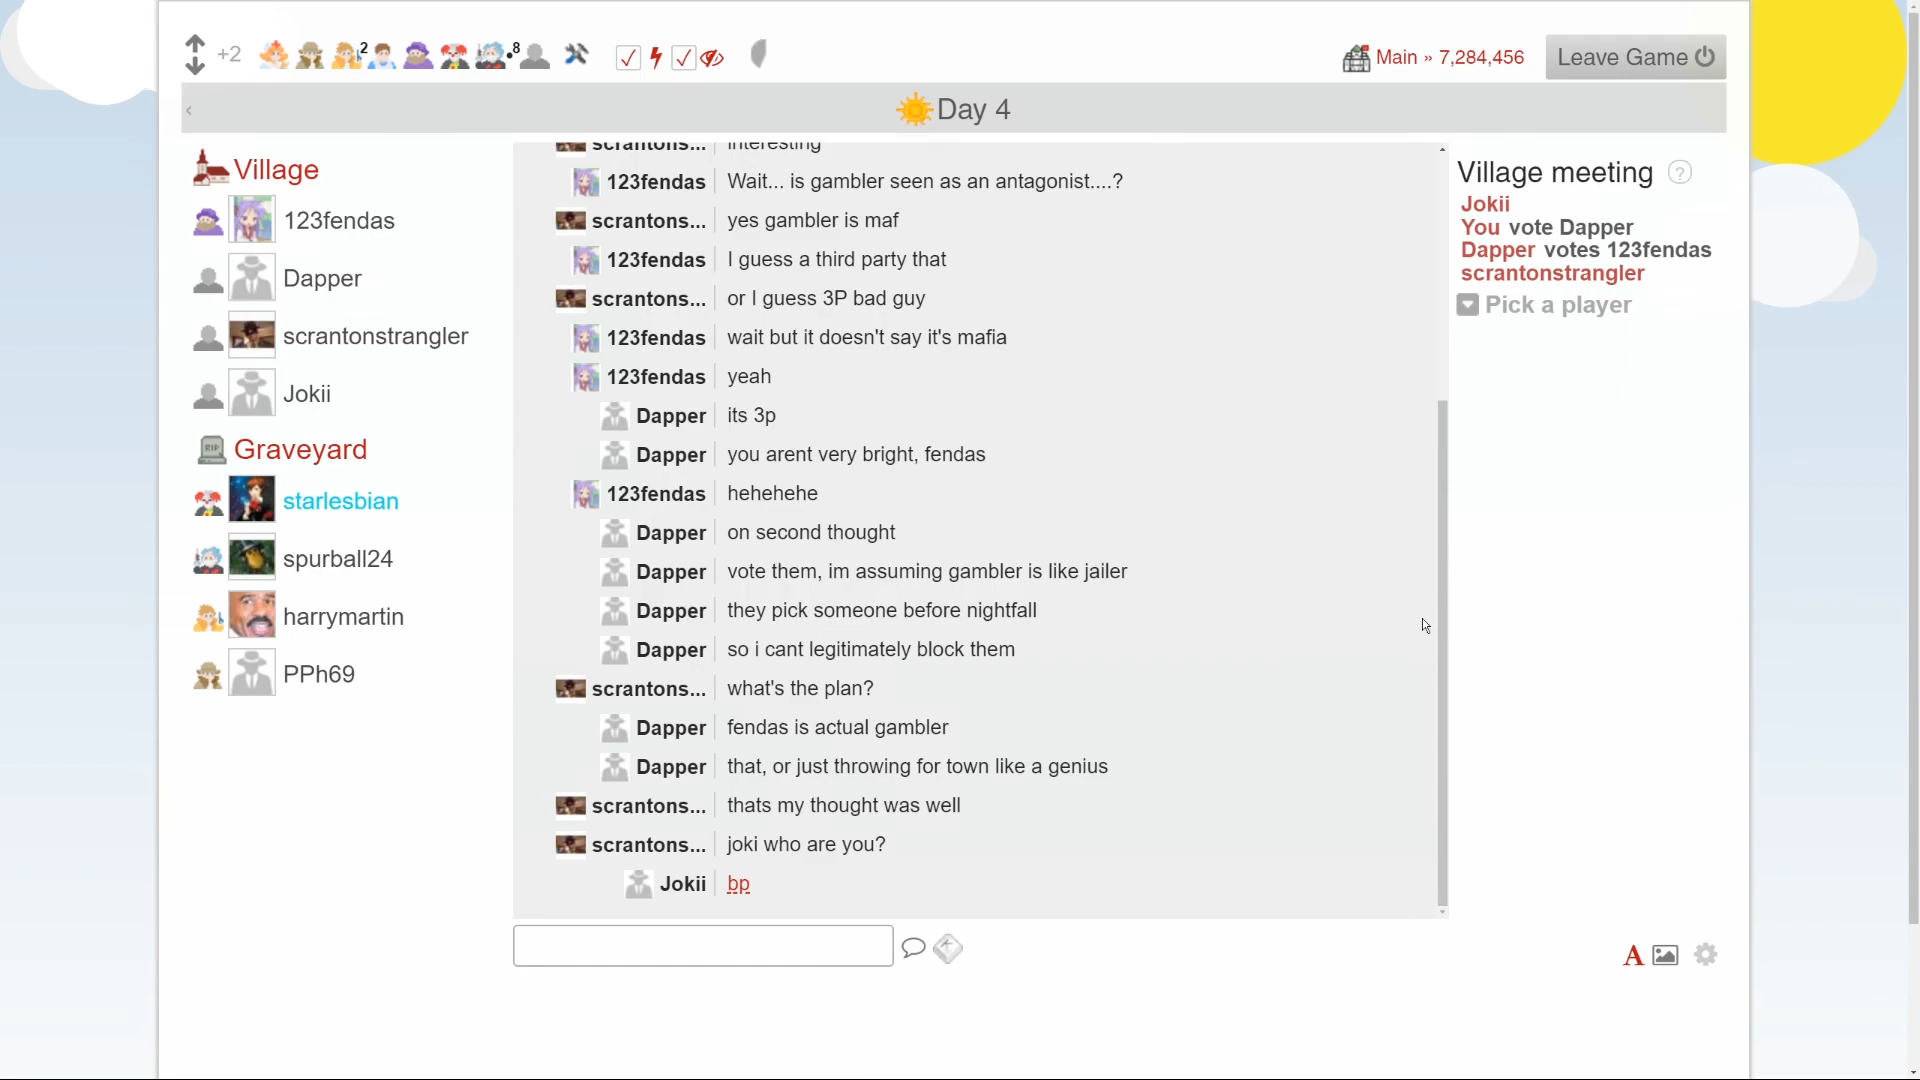 +2
2
8
Main » 7,284,456
Leave Game
Day 4
Village
123fendas
Dapper
scrantonstrangler
Jokii
Graveyard
starlesbian
spurball24
harrymartin
PPh69
scrantons... interesting
123fendas Wait... is gambler seen as an antagonist....?
scrantons... yes gambler is maf
123fendas I guess a third party that
scrantons... or I guess 3P bad guy
123fendas wait but it doesn't say it's mafia
123fendas yeah
Dapper its 3p
Dapper you arent very bright, fendas
123fendas hehehehe
Dapper on second thought
Dapper vote them, im assuming gambler is like jailer
Dapper they pick someone before nightfall
Dapper so i cant legitimately block them
scrantons... what's the plan?
Dapper fendas is actual gambler
Dapper that, or just throwing for town like a genius
scrantons... thats my thought was well
scrantons... joki who are you?
Jokii bp
Village meeting ?
Jokii
You vote Dapper
Dapper votes 123fendas
scrantonstrangler
Pick a player
A